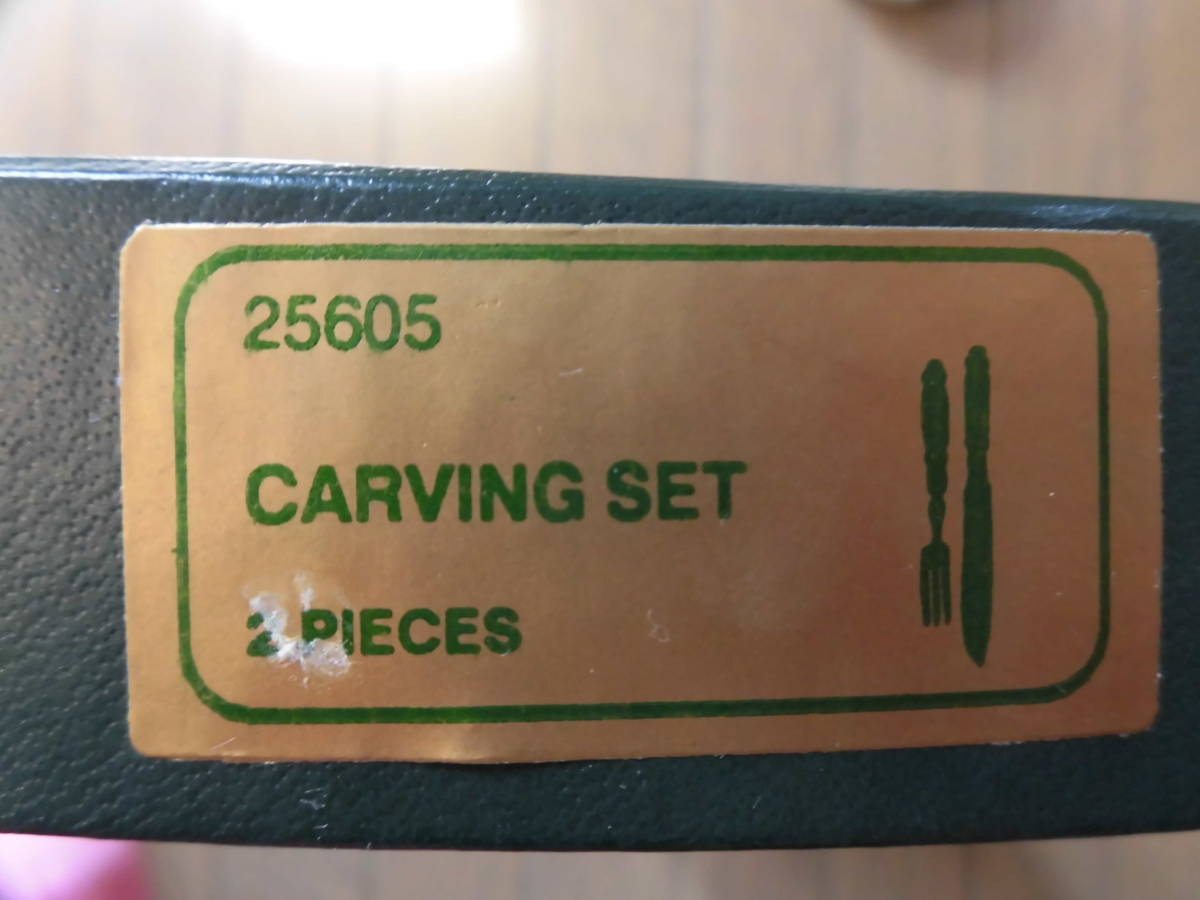 25605
CARVING SET
2 PIECES